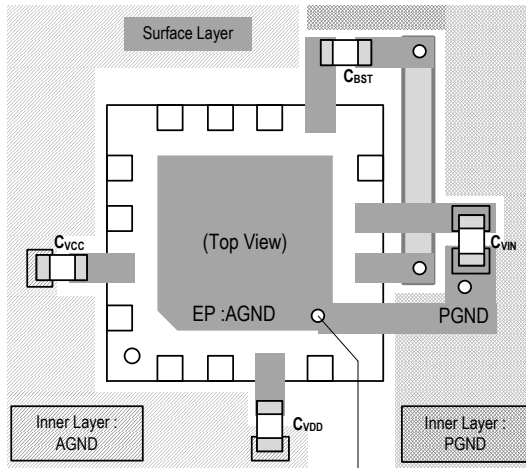 Surface Layer
CBST
CVCC
(Top View)
CVIN
EP :AGND
PGND
CVDD
Inner Layer :
AGND
Inner Layer :
PGND